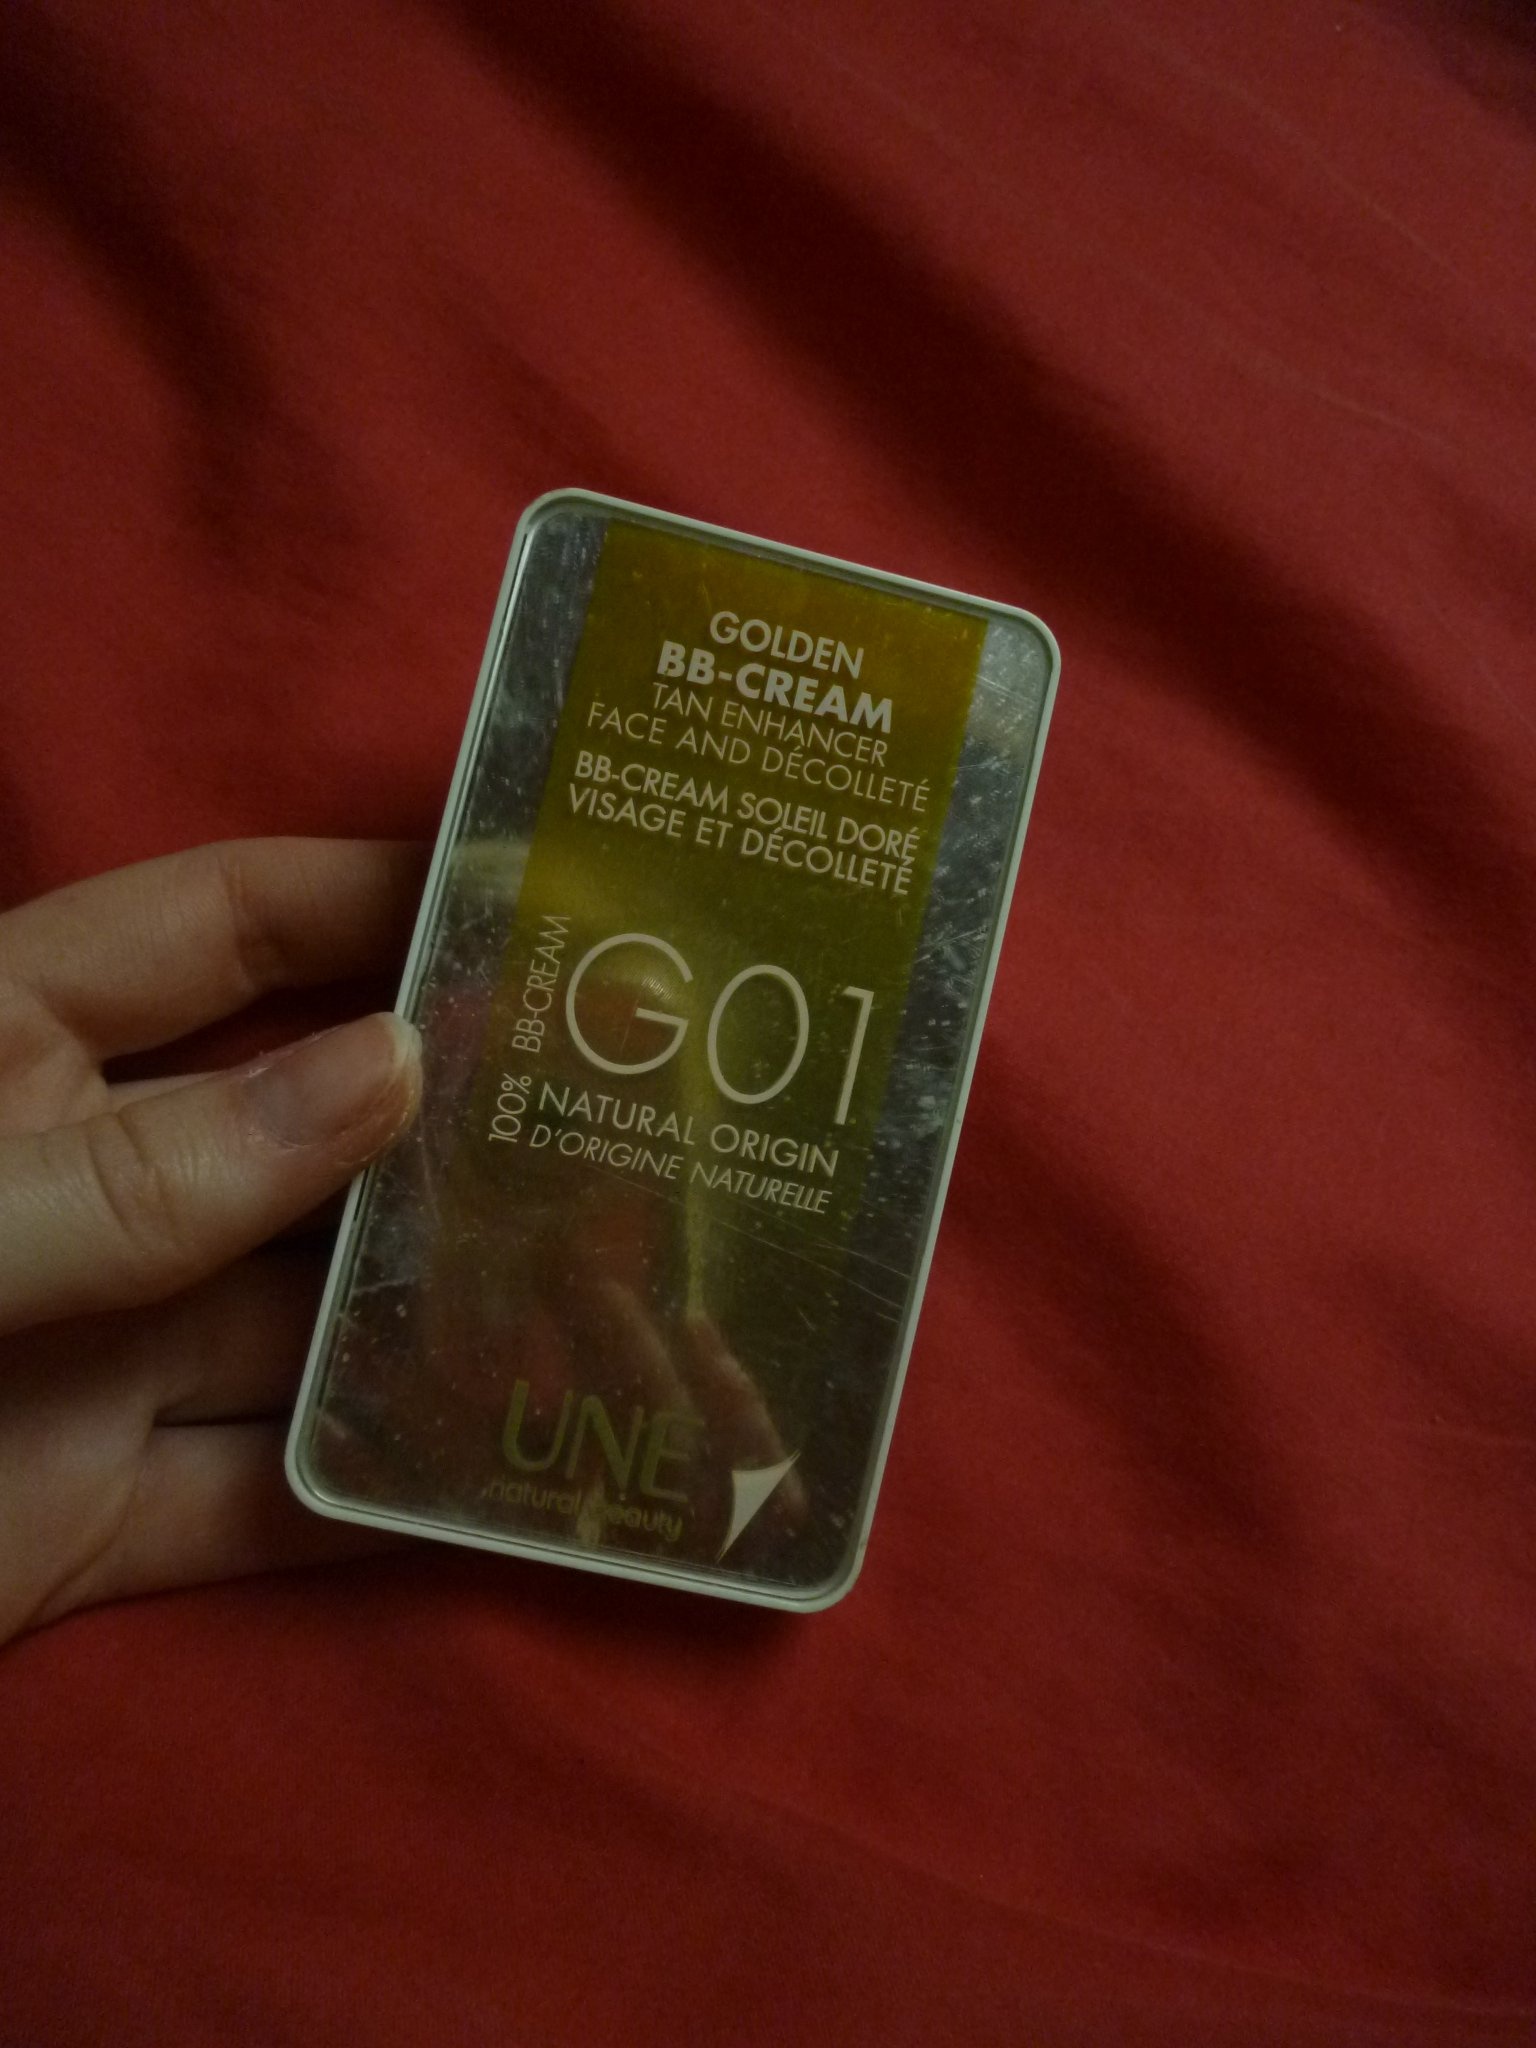 GOLDEN
BB-CREAM
TAN ENHANCER
FACE AND DÉCOLLETÉ
BB-CREAM SOLEIL DORÉ
VISAGE ET DÉCOLLETÉ
BB-CREAM
G01
100%
NATURAL ORIGIN
D'ORIGINE NATURELLE
UNE
natural beauty